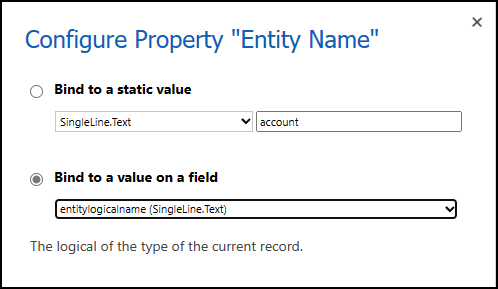 Configure Property "Entity Name"
Bind to a static value
SingleLine.Text account
Bind to a value on a field
entitylogicalname (SingleLine.Text)
The logical of the type of the current record.